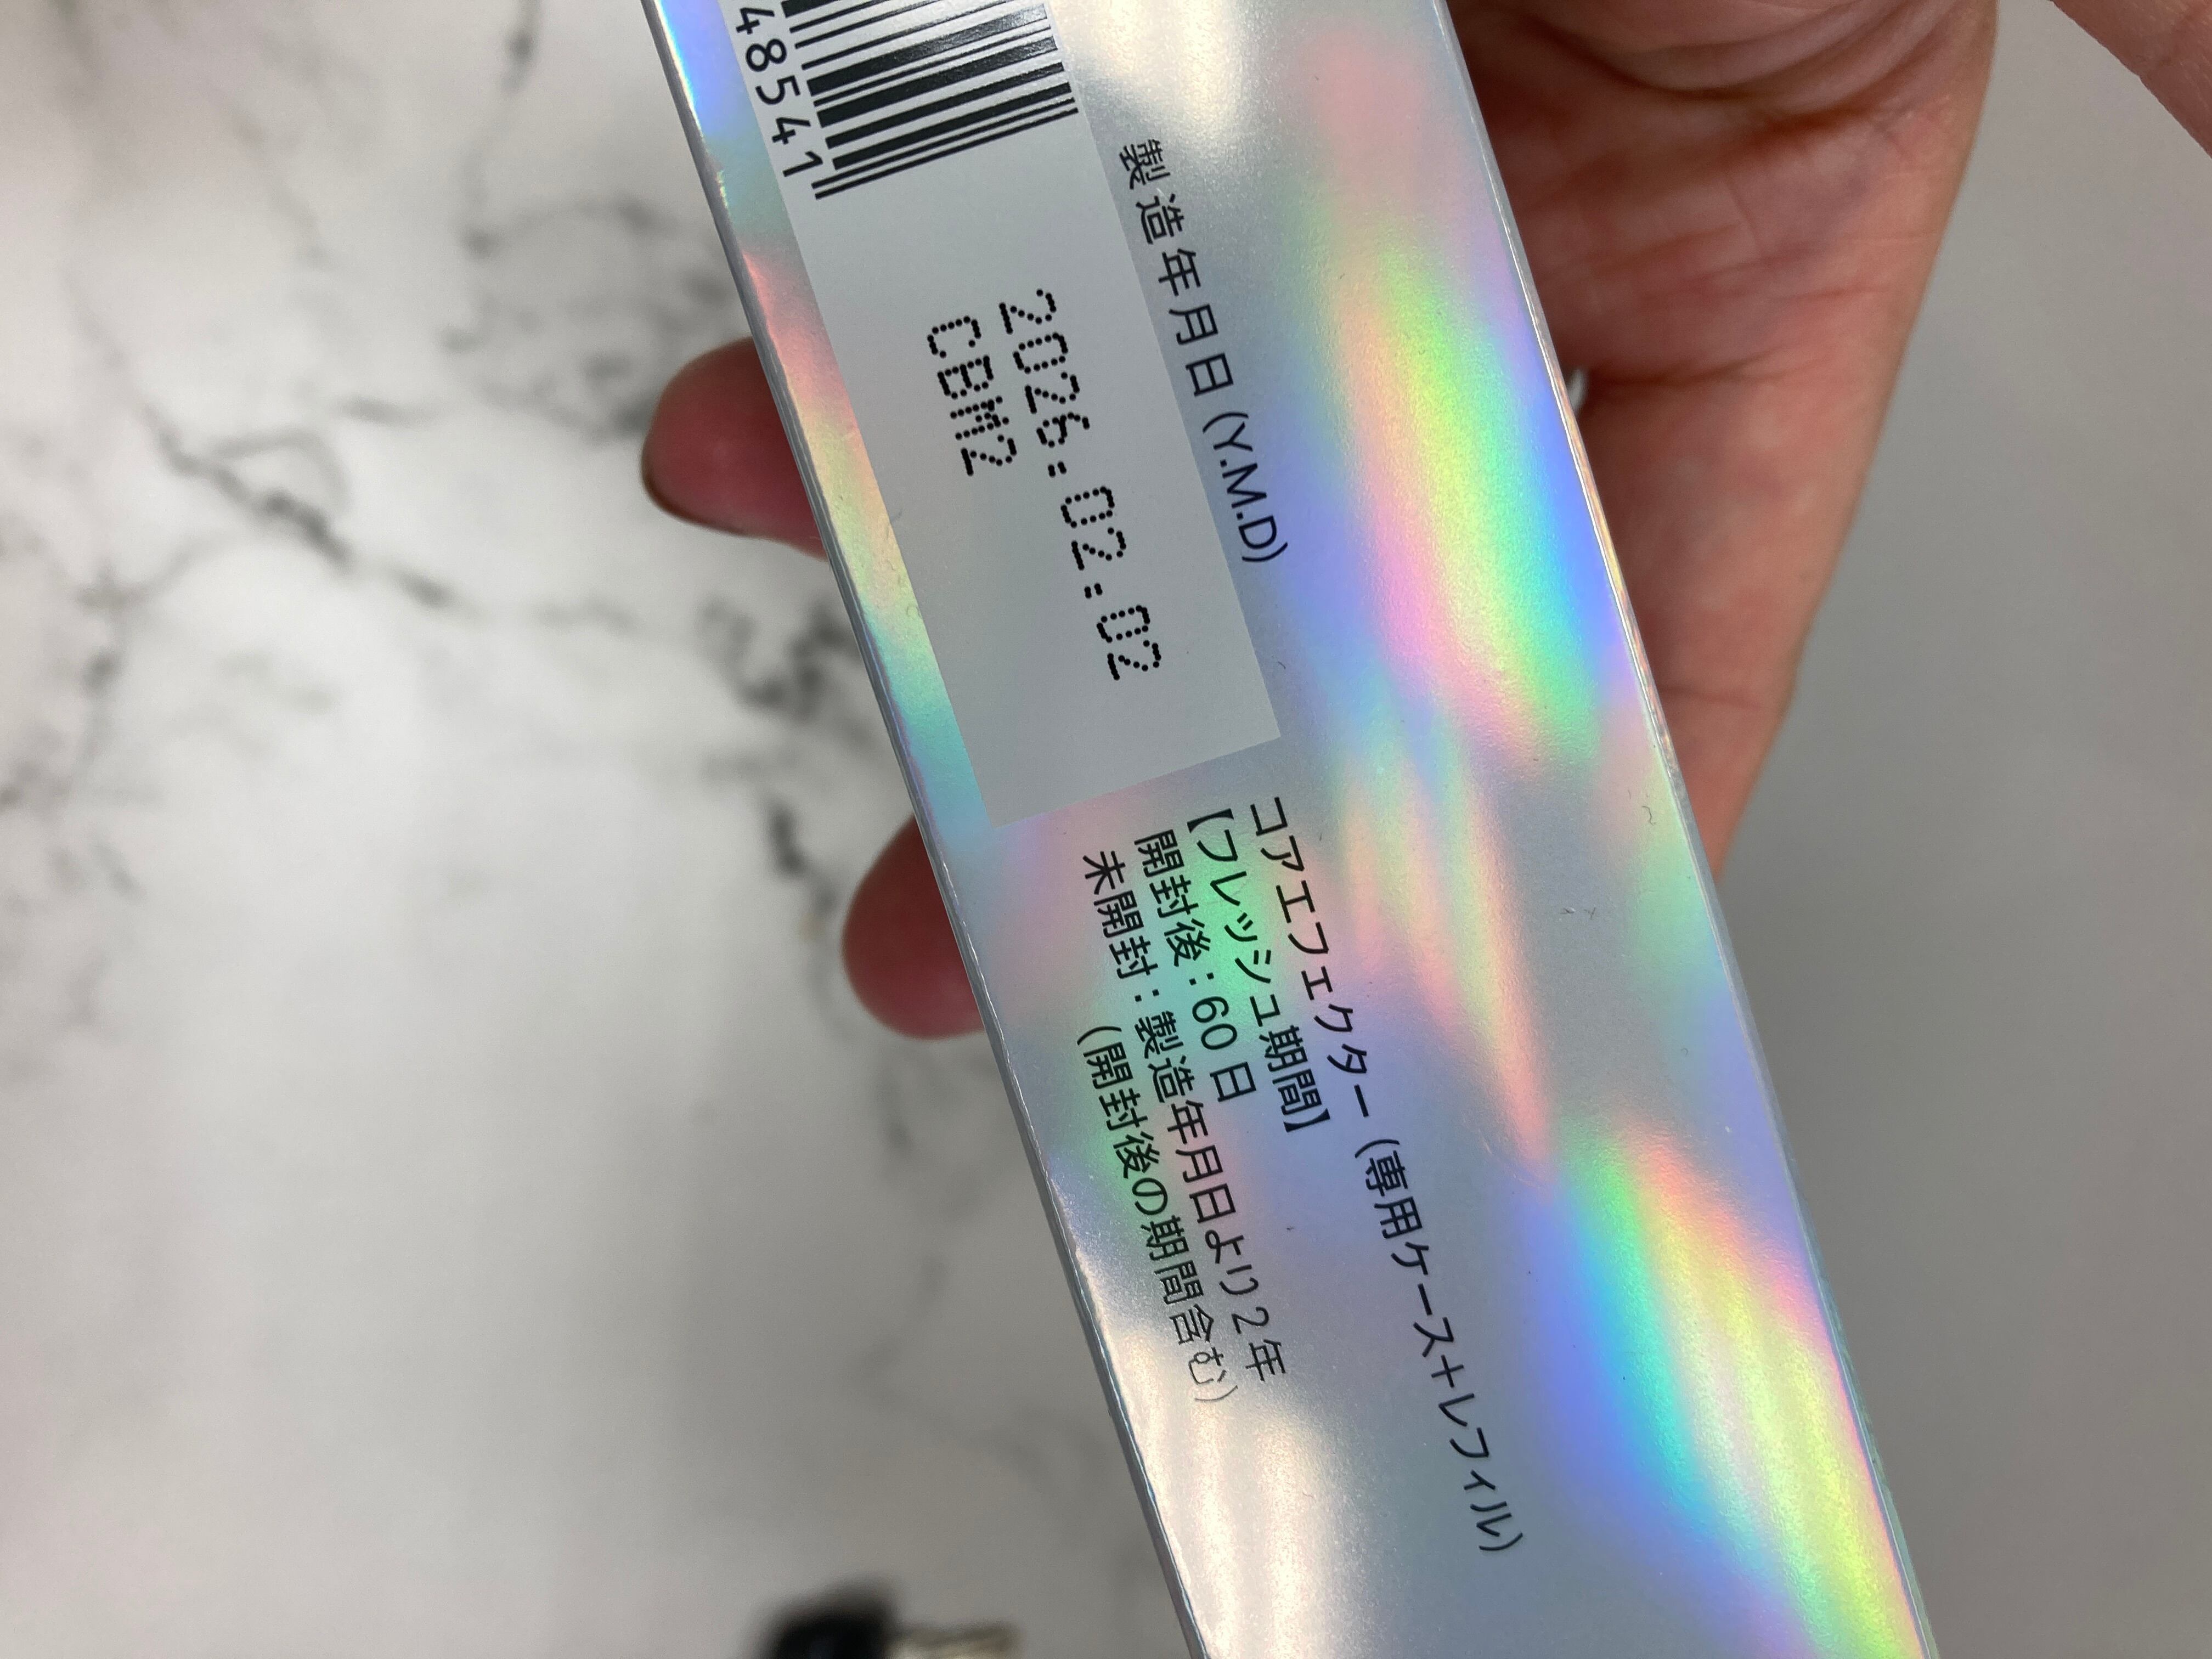 48541
製造年月日(Y.M.D)
2026.02.02
CBM2
コアエフェクター(専用ケース+レフィル)
【フレッシュ期間】
開封後:60日
未開封:製造年月日より2年
(開封後の期間含む)